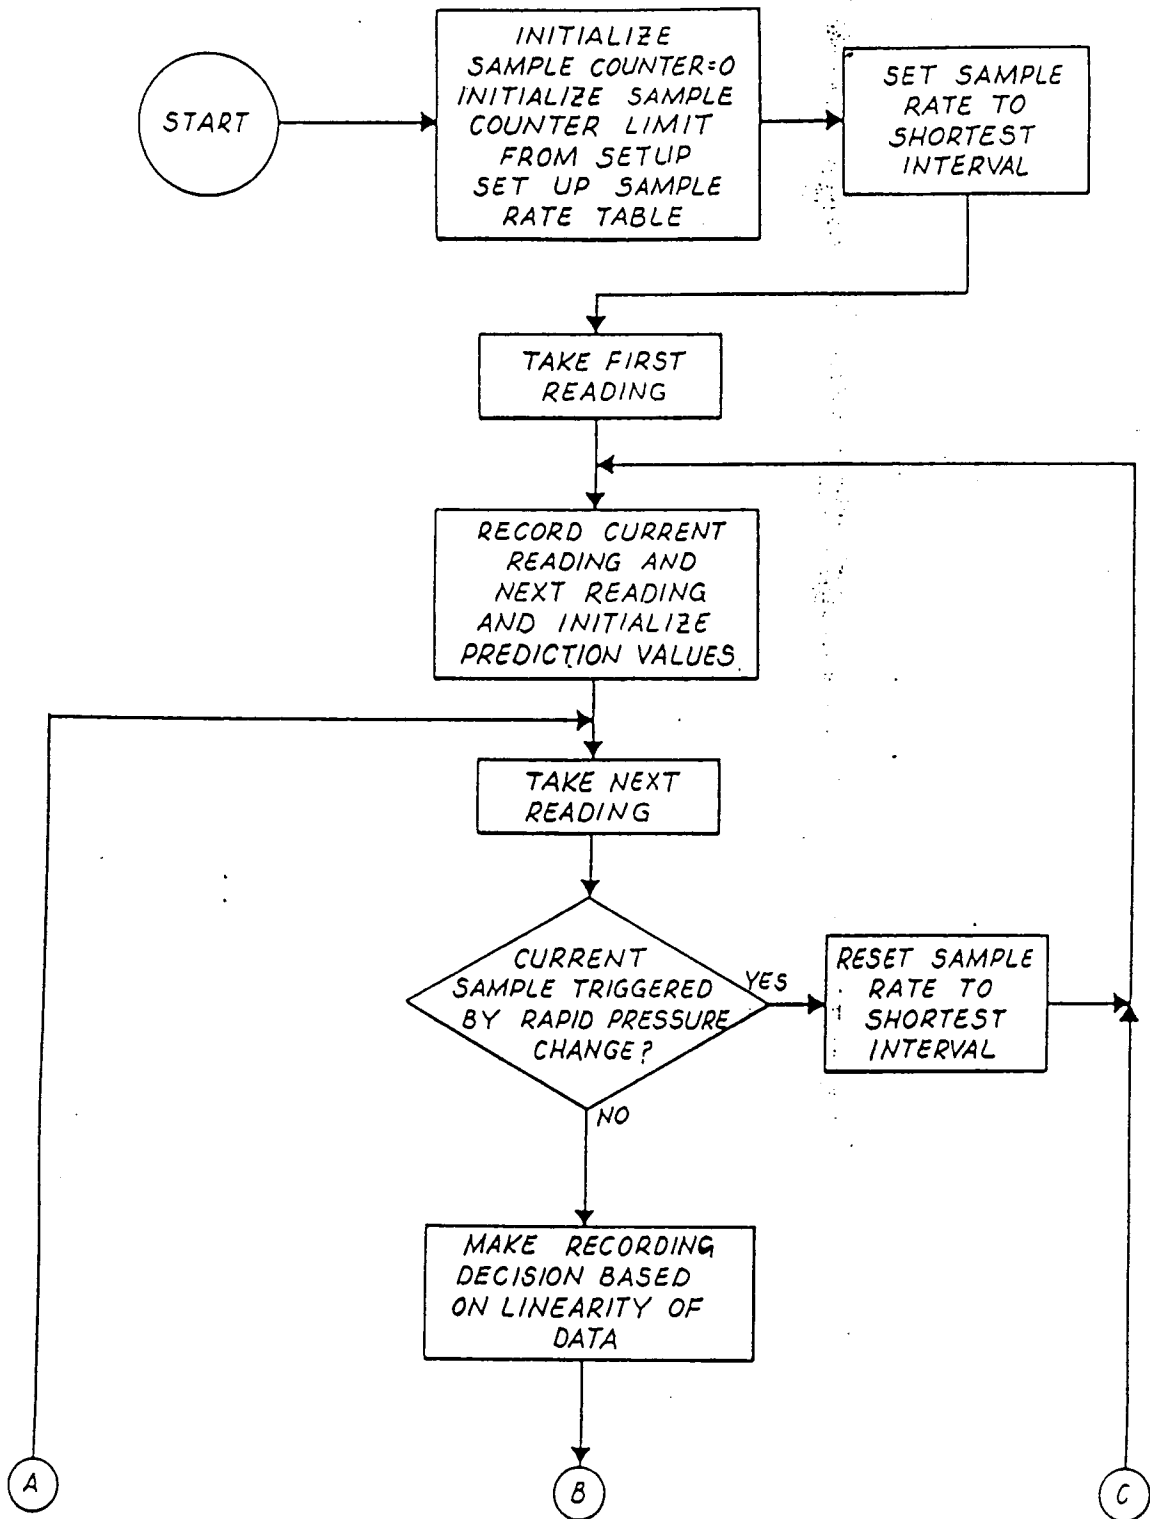 START
INITIALIZE
SAMPLE COUNTER=0
INITIALIZE SAMPLE
COUNTER LIMIT
FROM SETUP
SET UP SAMPLE
RATE TABLE
SET SAMPLE
RATE TO
SHORTEST
INTERVAL
TAKE FIRST
READING
RECORD CURRENT
READING AND
NEXT READING
AND INITIALIZE
PREDICTION VALUES
TAKE NEXT
READING
CURRENT
SAMPLE TRIGGERED
BY RAPID PRESSURE
CHANGE?
YES
RESET SAMPLE
RATE TO
SHORTEST
INTERVAL
NO
MAKE RECORDING
DECISION BASED
ON LINEARITY OF
DATA
A
B
C